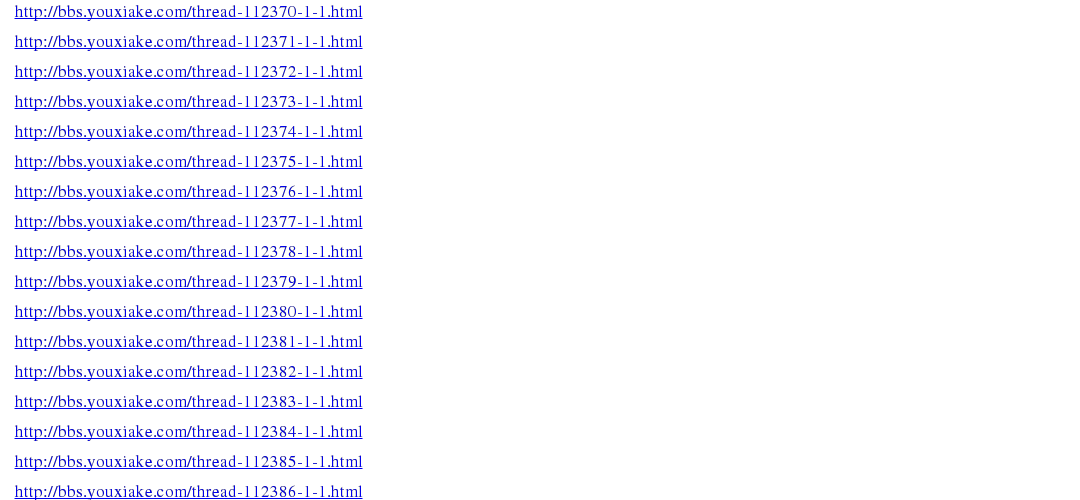 http://bbs.youxiake.com/thread-112370-1-1.html
http://bbs.youxiake.com/thread-112371-1-1.html
http://bbs.youxiake.com/thread-112372-1-1.html
http://bbs.youxiake.com/thread-112373-1-1.html
http://bbs.youxiake.com/thread-112374-1-1.html
http://bbs.youxiake.com/thread-112375-1-1.html
http://bbs.youxiake.com/thread-112376-1-1.html
http://bbs.youxiake.com/thread-112377-1-1.html
http://bbs.youxiake.com/thread-112378-1-1.html
http://bbs.youxiake.com/thread-112379-1-1.html
http://bbs.youxiake.com/thread-112380-1-1.html
http://bbs.youxiake.com/thread-112381-1-1.html
http://bbs.youxiake.com/thread-112382-1-1.html
http://bbs.youxiake.com/thread-112383-1-1.html
http://bbs.youxiake.com/thread-112384-1-1.html
http://bbs.youxiake.com/thread-112385-1-1.html
http://bbs.youxiake.com/thread-112386-1-1.html